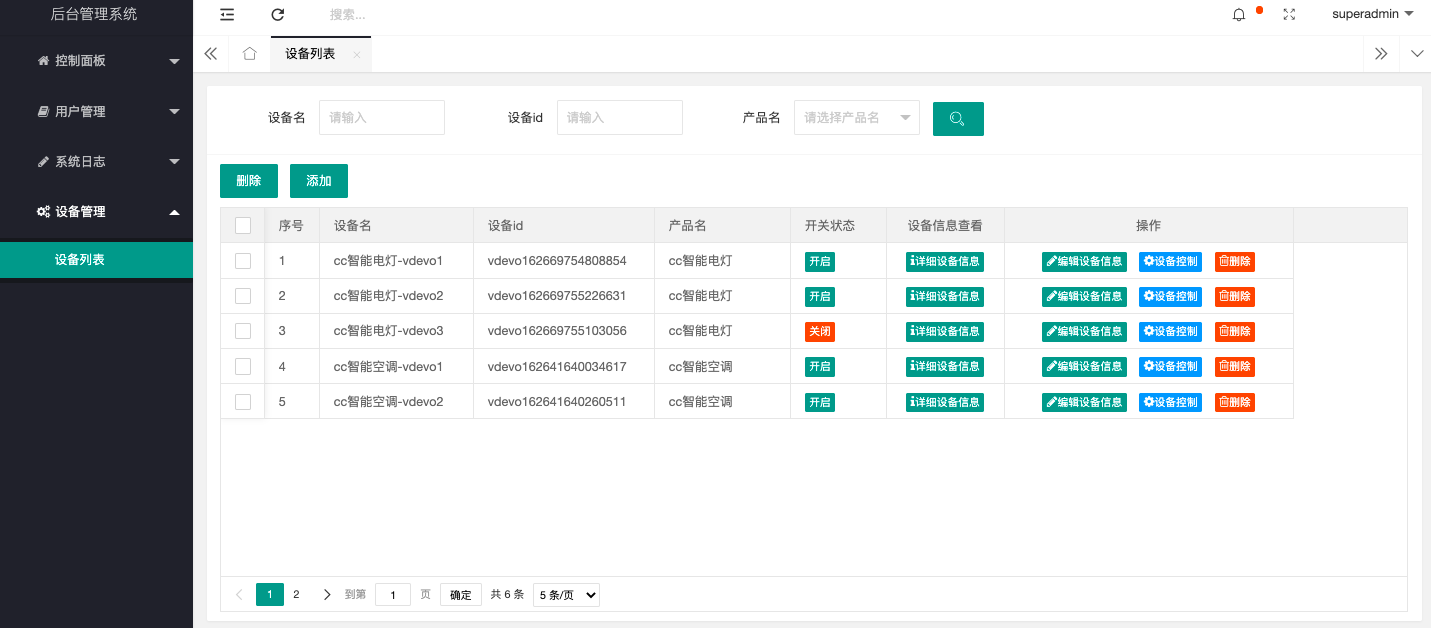 后台管理系统
搜索...
superadmin
控制面板
用户管理
系统日志
设备管理
设备列表
设备列表
设备名 请输入 设备id 请输入 产品名 请选择产品名
删除 添加
序号 设备名 设备id 产品名 开关状态 设备信息查看 操作
1 cc智能电灯-vdevo1 vdevo162669754808854 cc智能电灯 开启 详细设备信息 编辑设备信息 设备控制 删除
2 cc智能电灯-vdevo2 vdevo162669755226631 cc智能电灯 开启 详细设备信息 编辑设备信息 设备控制 删除
3 cc智能电灯-vdevo3 vdevo162669755103056 cc智能电灯 关闭 详细设备信息 编辑设备信息 设备控制 删除
4 cc智能空调-vdevo1 vdevo162641640034617 cc智能空调 开启 详细设备信息 编辑设备信息 设备控制 删除
5 cc智能空调-vdevo2 vdevo162641640260511 cc智能空调 开启 详细设备信息 编辑设备信息 设备控制 删除
1 2 到第 1 页 确定 共 6 条 5 条/页